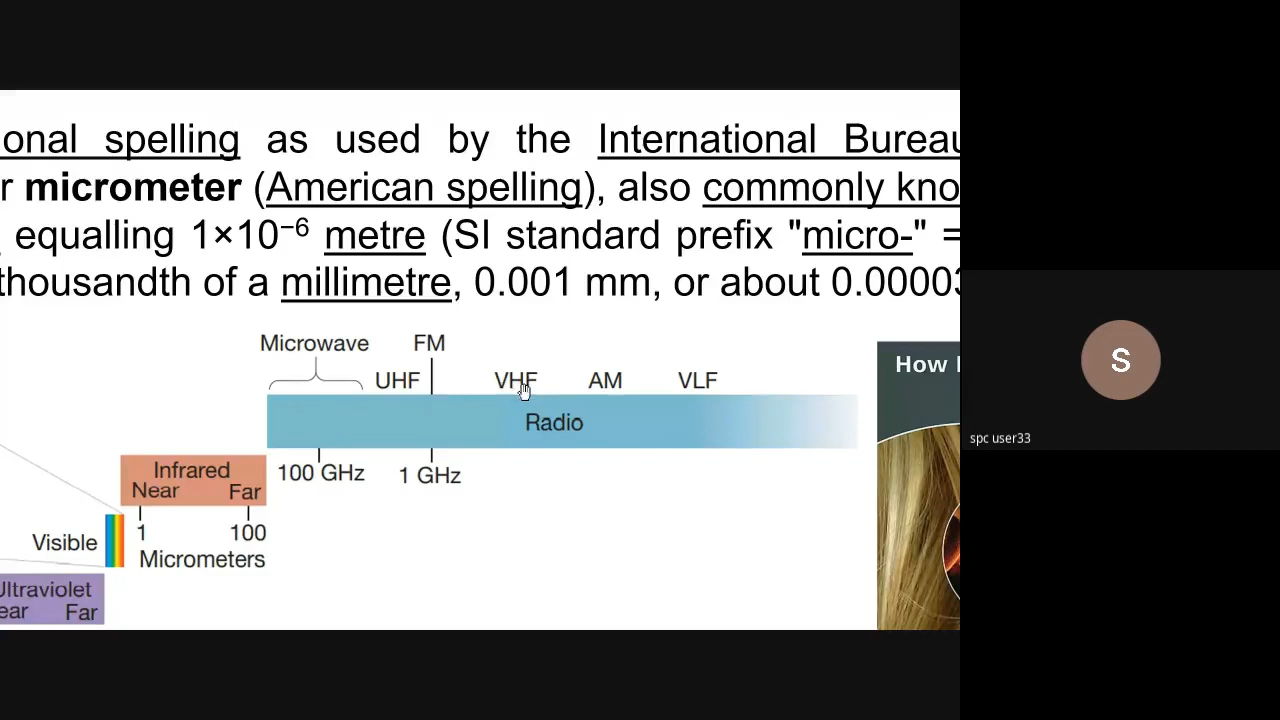 onal spelling as used by the International Bureau
r micrometer (American spelling), also commonly kno
equalling 1×10⁻⁶ metre (SI standard prefix "micro-" =
thousandth of a millimetre, 0.001 mm, or about 0.00003
Microwave FM
UHF VHF AM VLF
How
Radio
S
spc user33
Infrared
Near Far
100 GHz 1 GHz
1 100
Visible
Micrometers
Ultraviolet
ear Far